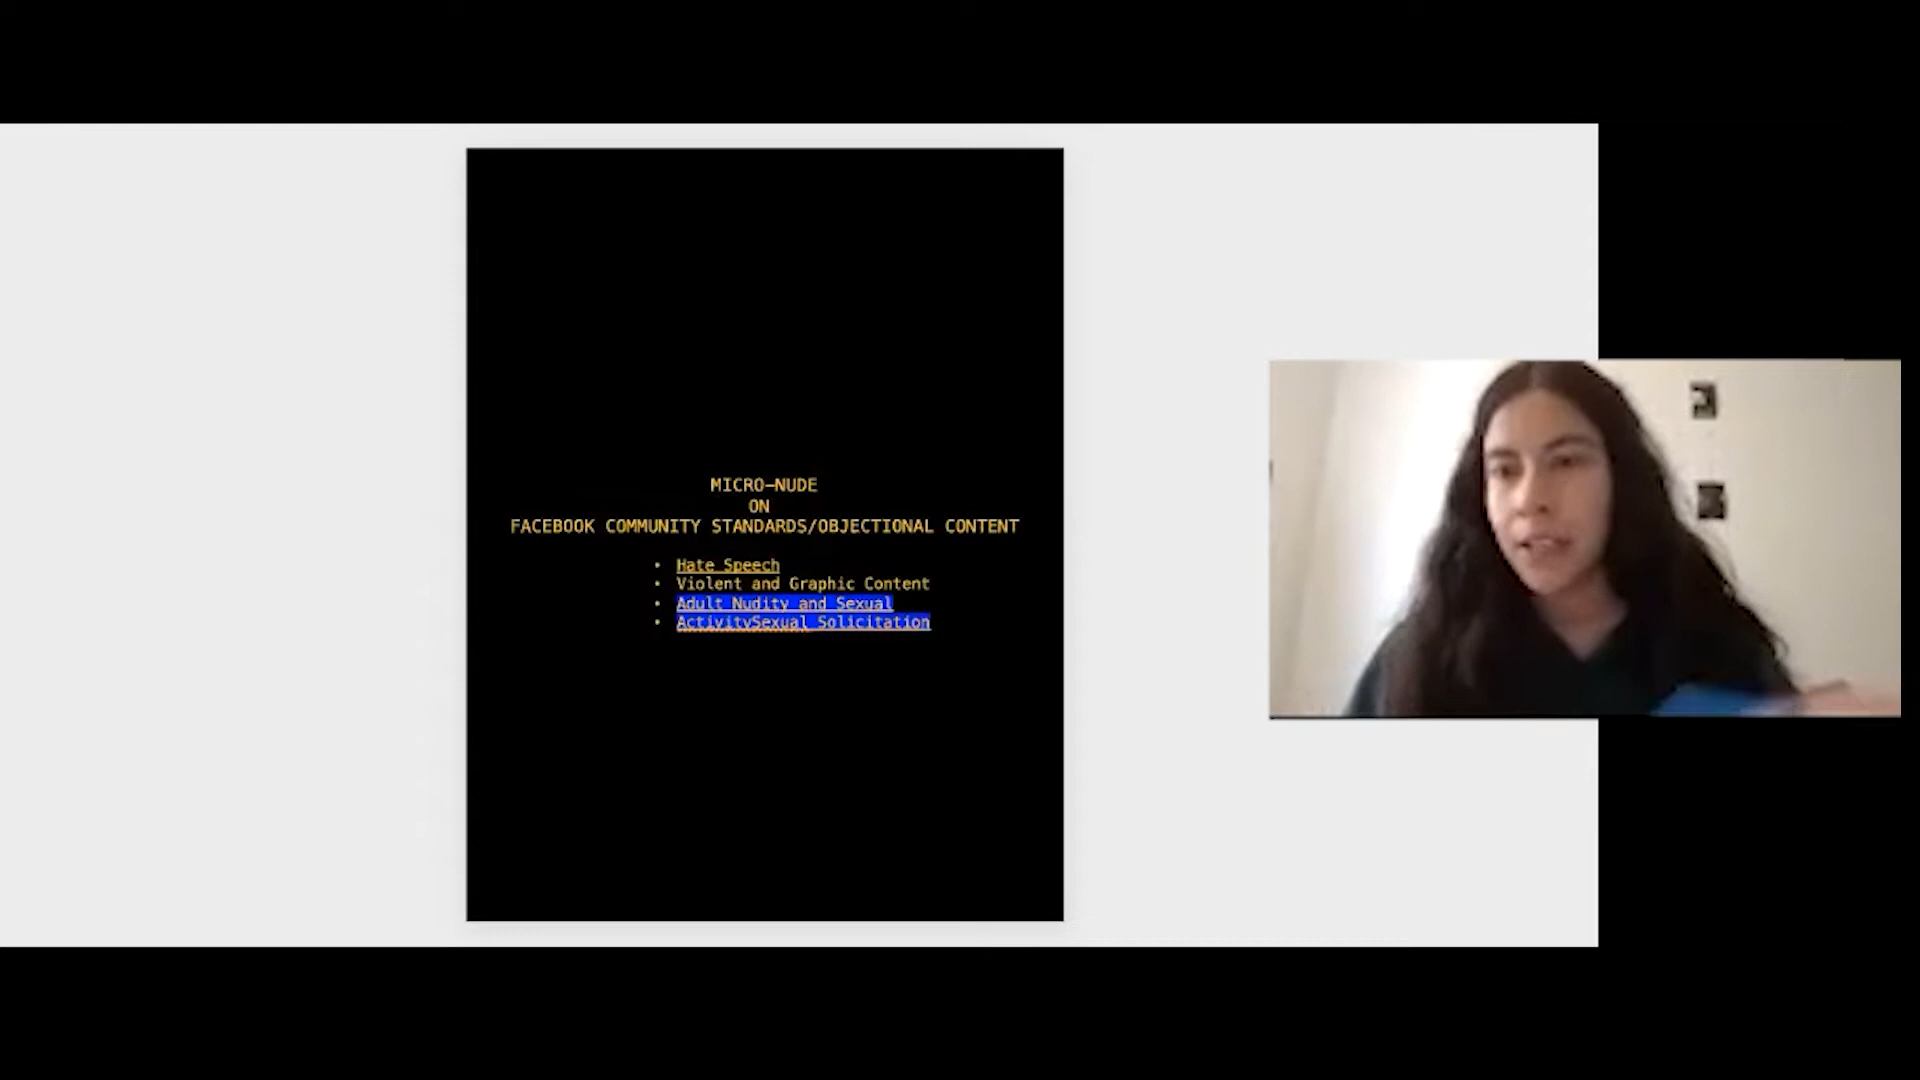 MICRO-NUDE
ON
FACEBOOK COMMUNITY STANDARDS/OBJECTIONAL CONTENT
• Hate Speech
• Violent and Graphic Content
• Adult Nudity and Sexual
• ActivitySexual Solicitation